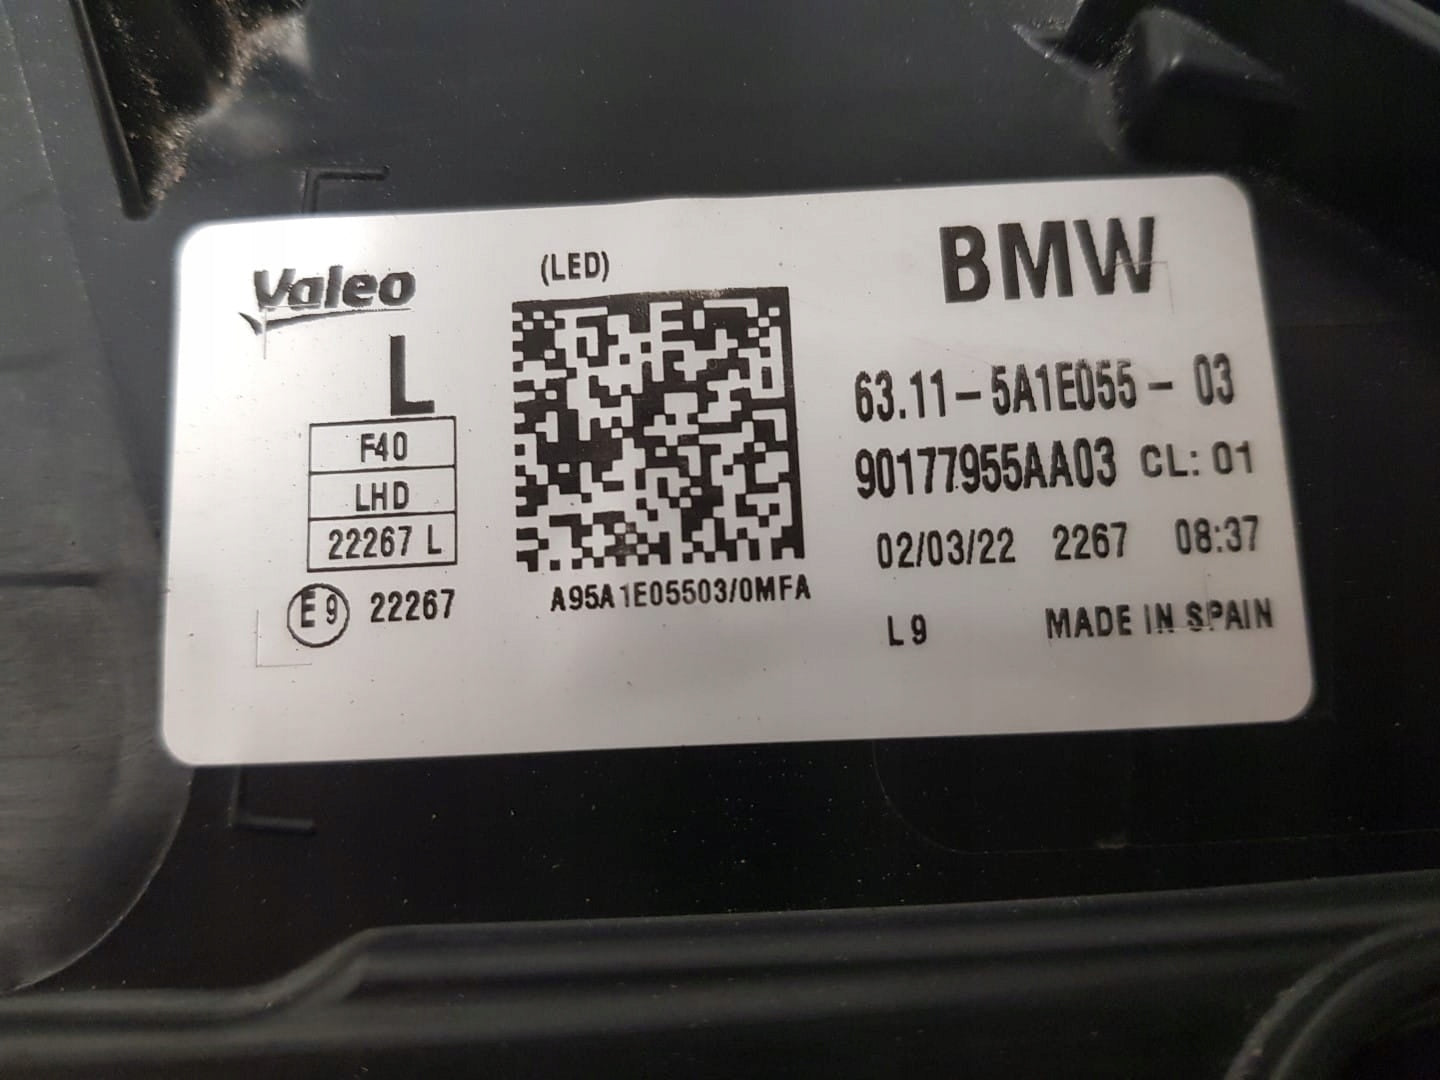 Valeo
L
F40
LHD
22267 L
E9 22267
(LED)
A95A1E05503/0MFA
BMW
63.11-5A1E055-03
90177955AA03 CL: 01
02/03/22 2267 08:37
L9 MADE IN SPAIN